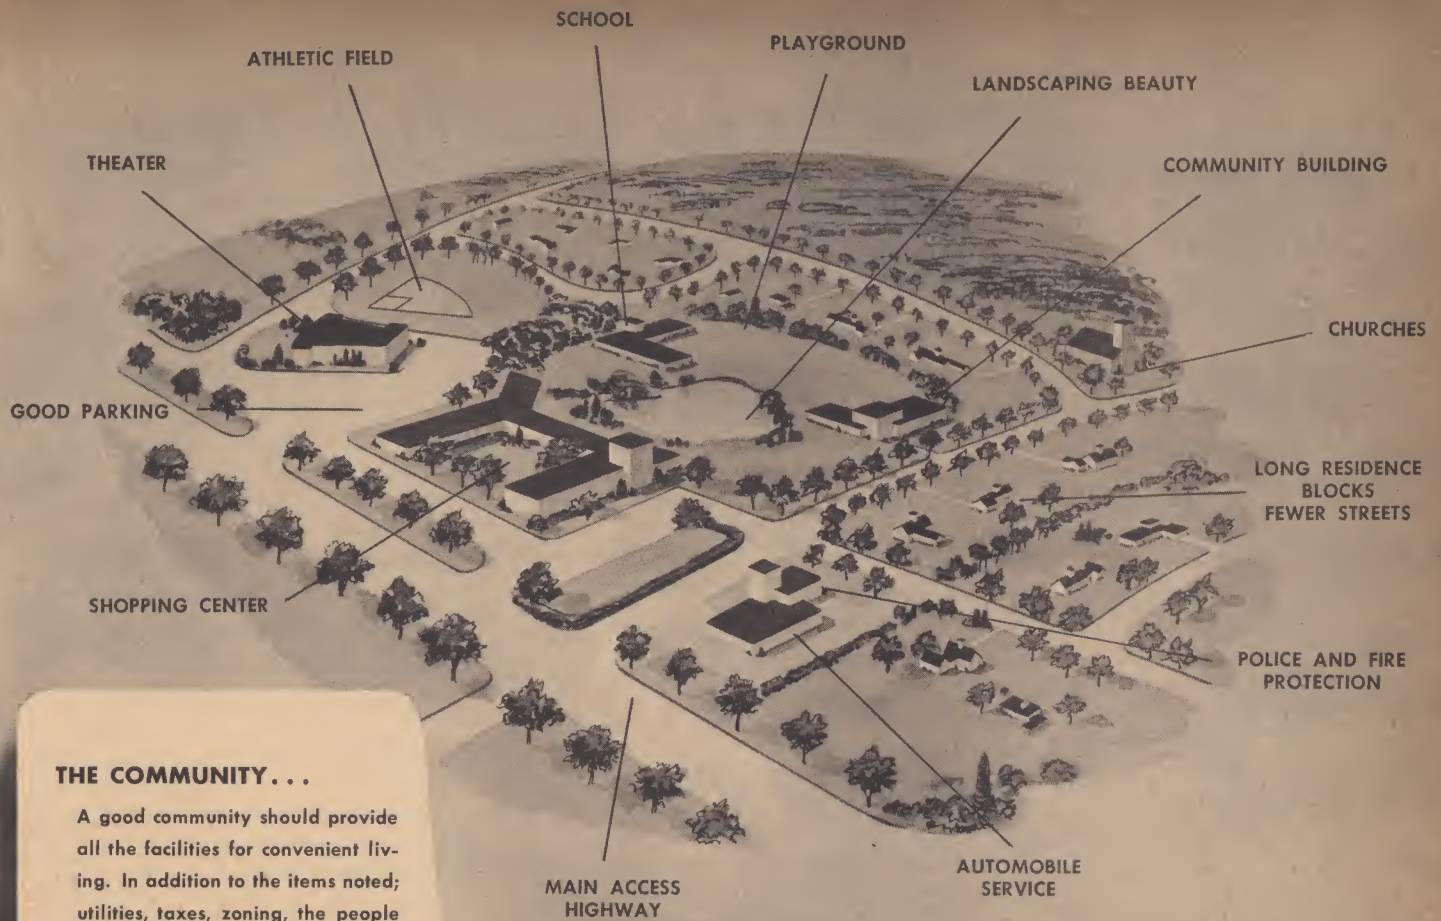 SCHOOL
PLAYGROUND
ATHLETIC FIELD
LANDSCAPING BEAUTY
THEATER
COMMUNITY BUILDING
CHURCHES
GOOD PARKING
LONG RESIDENCE
BLOCKS
FEWER STREETS
SHOPPING CENTER
POLICE AND FIRE
PROTECTION
THE COMMUNITY...
A good community should provide
all the facilities for convenient liv-
ing. In addition to the items noted;
utilities, taxes, zoning, the people
MAIN ACCESS
HIGHWAY
AUTOMOBILE
SERVICE